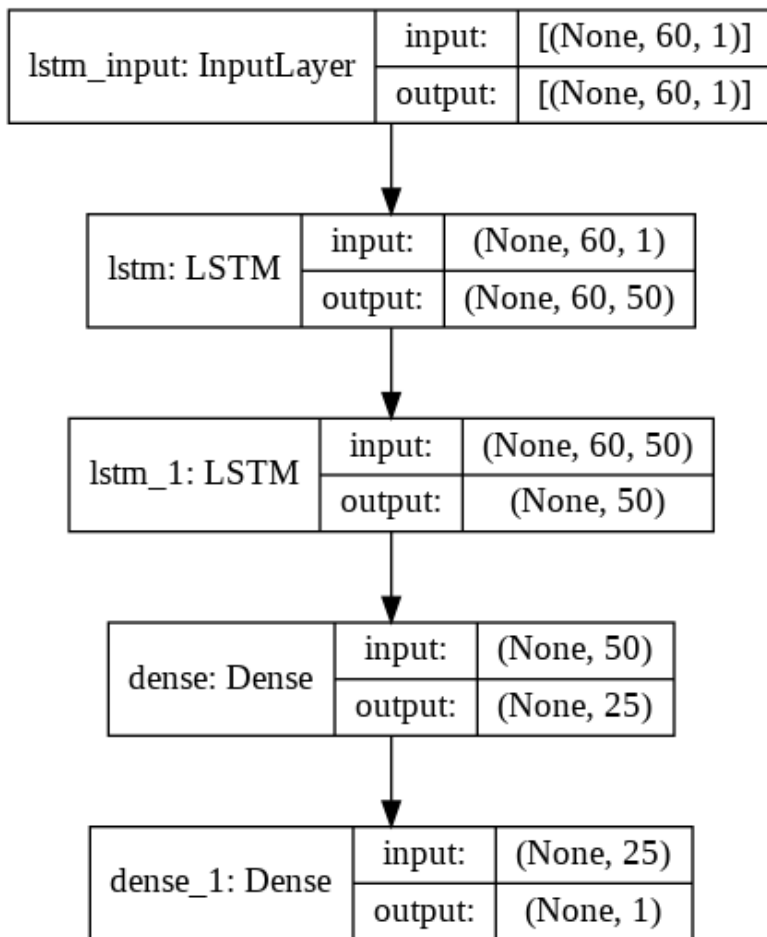 lstm_input: InputLayer
input:
[(None, 60, 1)]
output:
[(None, 60, 1)]
lstm: LSTM
input:
(None, 60, 1)
output:
(None, 60, 50)
lstm_1: LSTM
input:
(None, 60, 50)
output:
(None, 50)
dense: Dense
input:
(None, 50)
output:
(None, 25)
dense_1: Dense
input:
(None, 25)
output:
(None, 1)